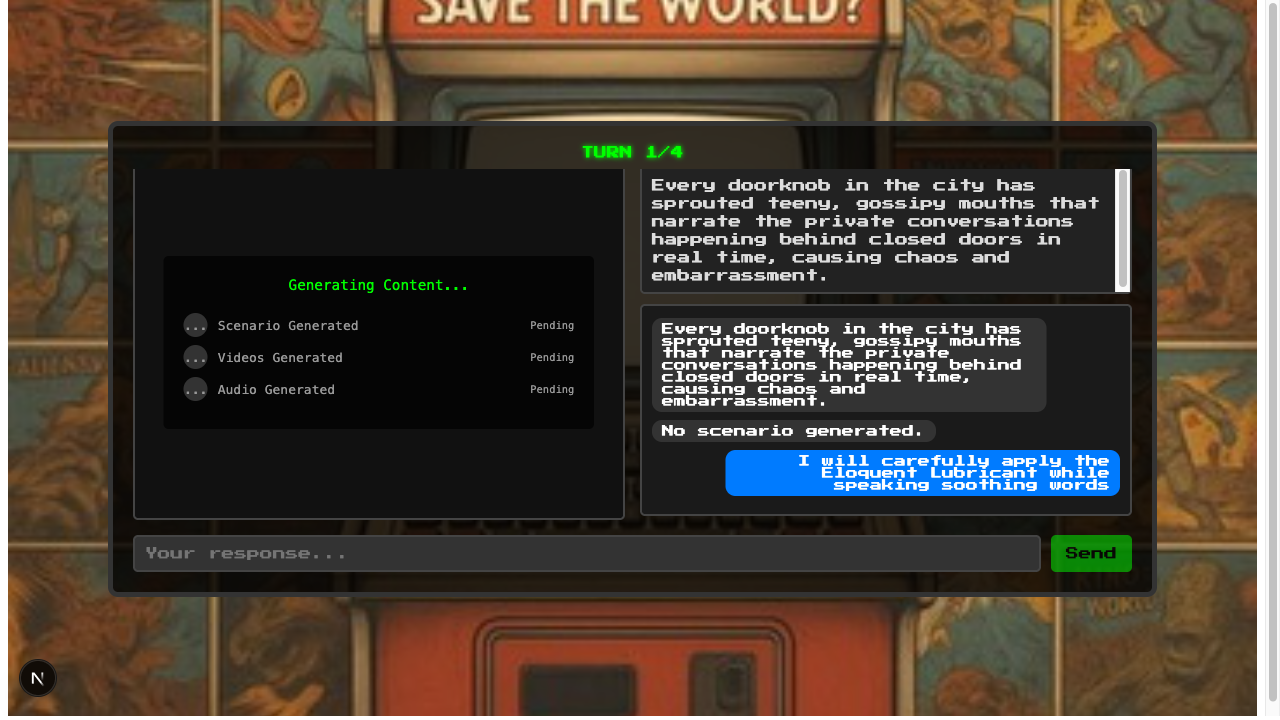 SAVE THE WORLD?
TURN 1/4
Generating Content...
... Scenario Generated Pending
... Videos Generated Pending
... Audio Generated Pending
Every doorknob in the city has
sprouted teeny, gossipy mouths that
narrate the private conversations
happening behind closed doors in
real time, causing chaos and
embarrassment.
Every doorknob in the city has
sprouted teeny, gossipy mouths
that narrate the private
conversations happening behind
closed doors in real time,
causing chaos and
embarrassment.
No scenario generated.
I will carefully apply the
Eloquent Lubricant while
speaking soothing words
Your response...
Send
N